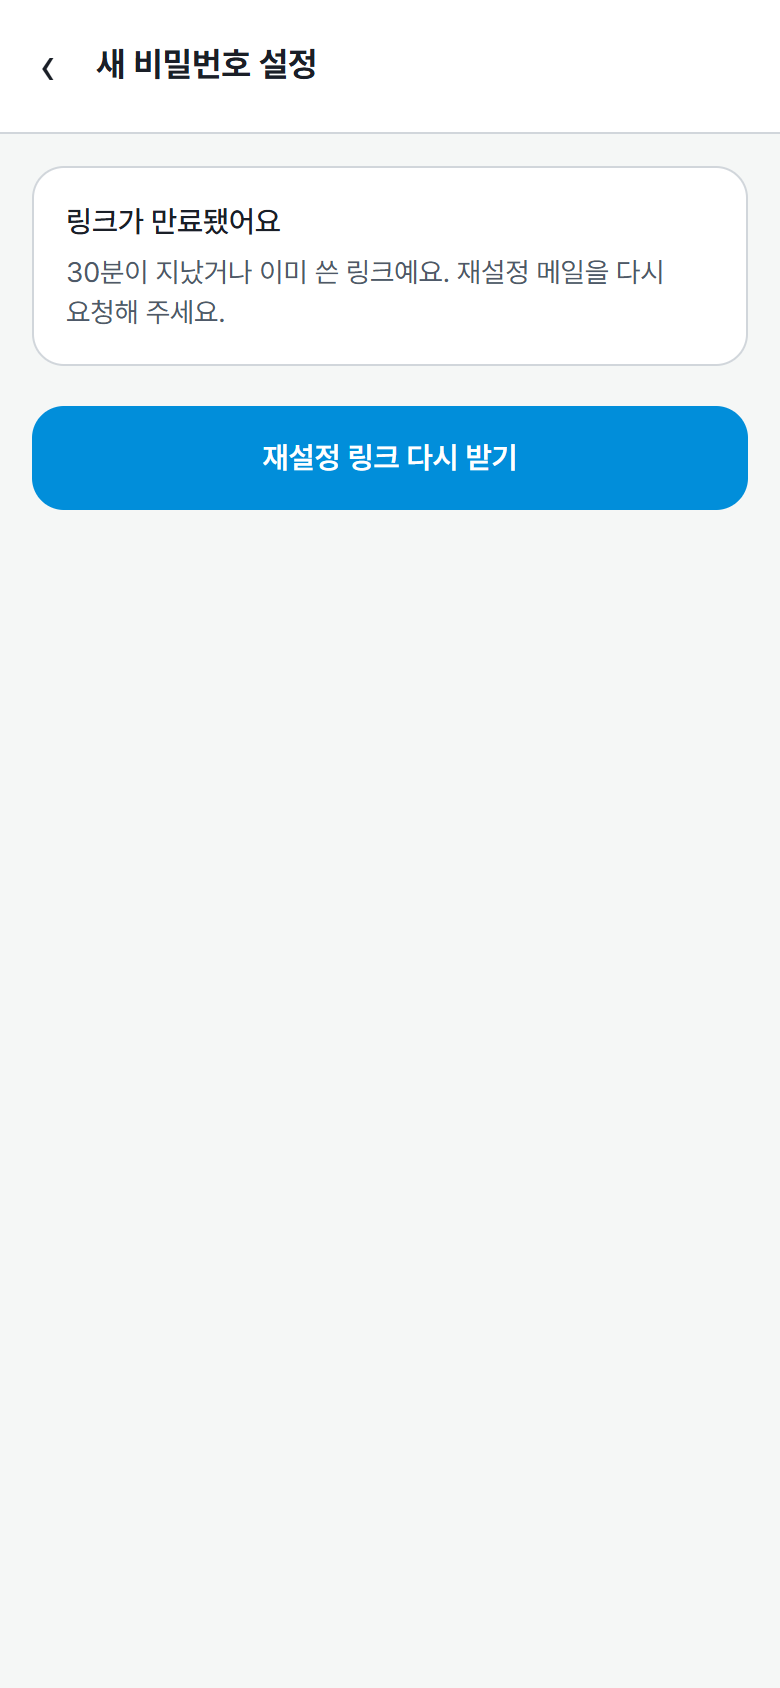 ‹ 새 비밀번호 설정
링크가 만료됐어요
30분이 지났거나 이미 쓴 링크예요. 재설정 메일을 다시
요청해 주세요.
재설정 링크 다시 받기